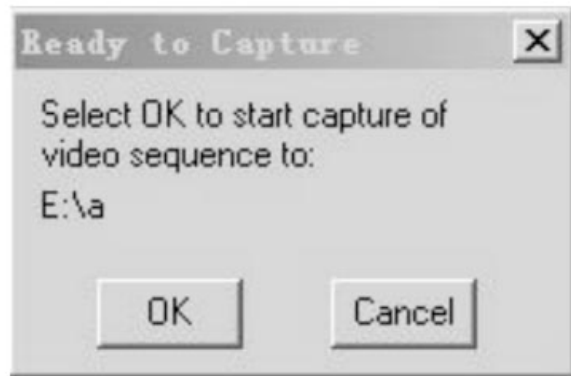 Ready to Capture
Select OK to start capture of
video sequence to:
E:\a
OK
Cancel